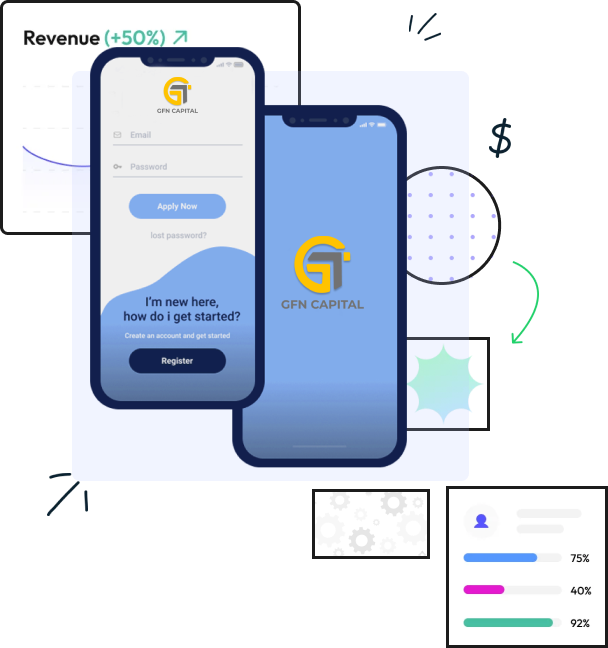 Revenue (+50%)
GFN CAPITAL
Email
Password
Apply Now
lost password?
I'm new here,
how do i get started?
Create an account and get started
Register
GFN CAPITAL
$
75%
40%
92%